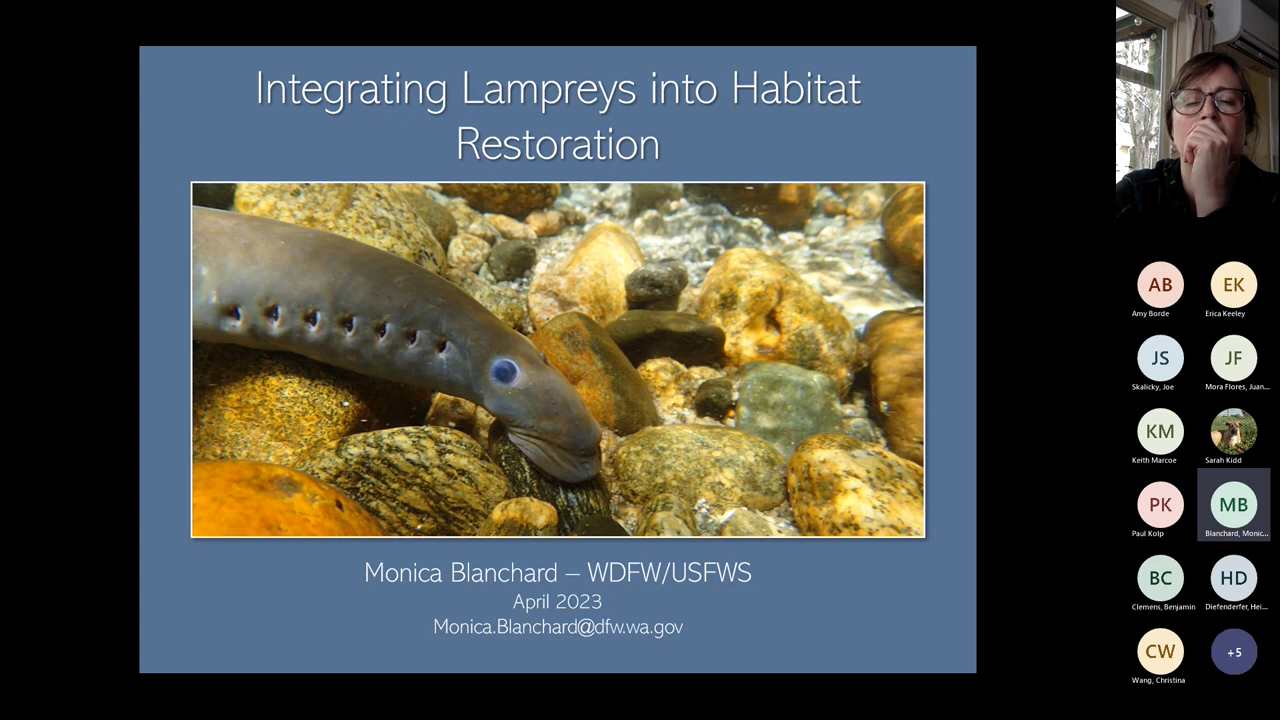 Integrating Lampreys into Habitat
Restoration
Monica Blanchard – WDFW/USFWS
April 2023
Monica.Blanchard@dfw.wa.gov
AB
Amy Borde
EK
Erica Keeley
JS
Skalicky, Joe
JF
Mora Flores, Juan...
KM
Keith Marcoe
Sarah Kidd
PK
Paul Kolp
MB
Blanchard, Monic...
BC
Clemens, Benjamin
HD
Diefenderfer, Hei...
CW
Wang, Christina
+5